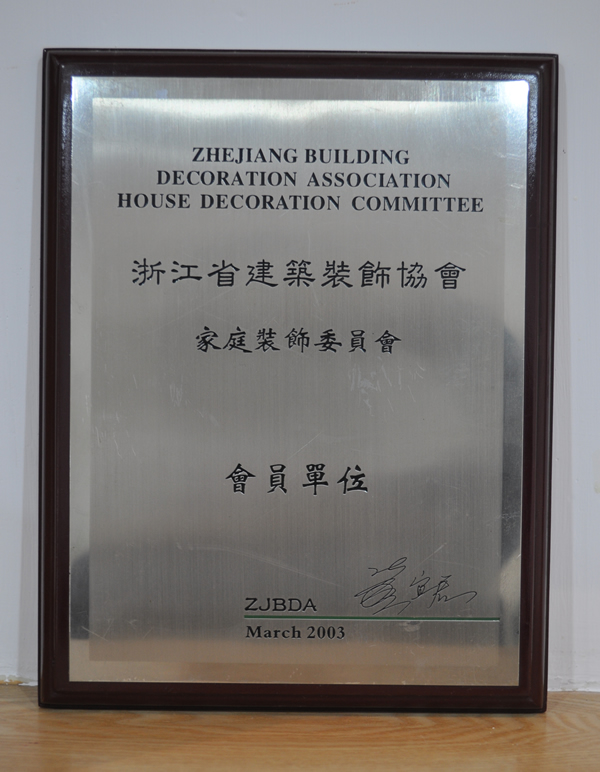 ZHEJIANG BUILDING
DECORATION ASSOCIATION
HOUSE DECORATION COMMITTEE
浙江省建築裝飾協會
家庭裝飾委員會
會員單位
ZJBDA
March 2003